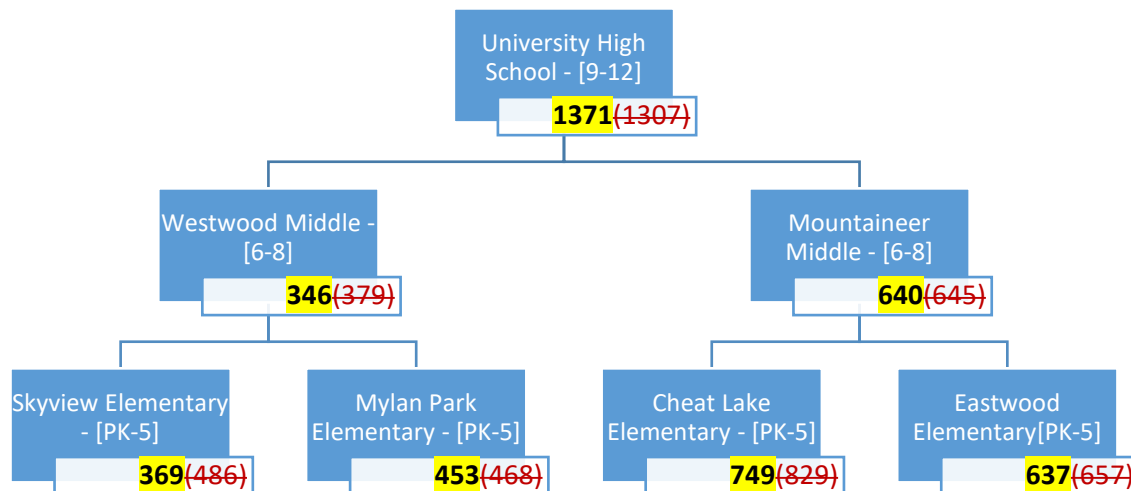 University High
School - [9-12]
1371(1307)
Westwood Middle -
[6-8]
346(379)
Mountaineer
Middle - [6-8]
640(645)
Skyview Elementary
- [PK-5]
369(486)
Mylan Park
Elementary - [PK-5]
453(468)
Cheat Lake
Elementary - [PK-5]
749(829)
Eastwood
Elementary[PK-5]
637(657)